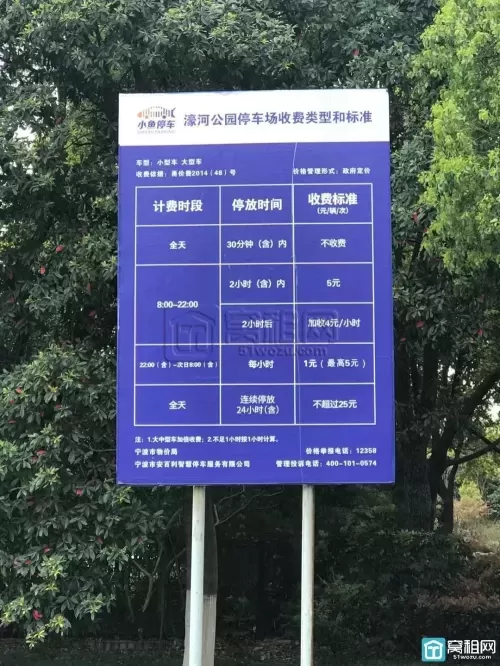 小鱼停车
濠河公园停车场收费类型和标准
车型：小型车 大型车
收费依据：甬价量2014（48）号 价格管理形式：政府定价
计费时段 停放时间 收费标准
(元/辆/次)
全天 30分钟（含）内 不收费
8:00-22:00 2小时（含）内 5元
2小时后 加收4元/小时
22:00(含)-次日8:00(含) 每小时 1元（最高5元）
全天 连续停放
24小时(含) 不超过25元
注：1.大中型车加倍收费；2.不足1小时按1小时计算。
宁波市物价局 价格举报电话：12358
宁波市安百利智慧停车服务有限公司 管理投诉电话：400-101-0574
窝租网
51wozu.com
窝租网
51wozu.com